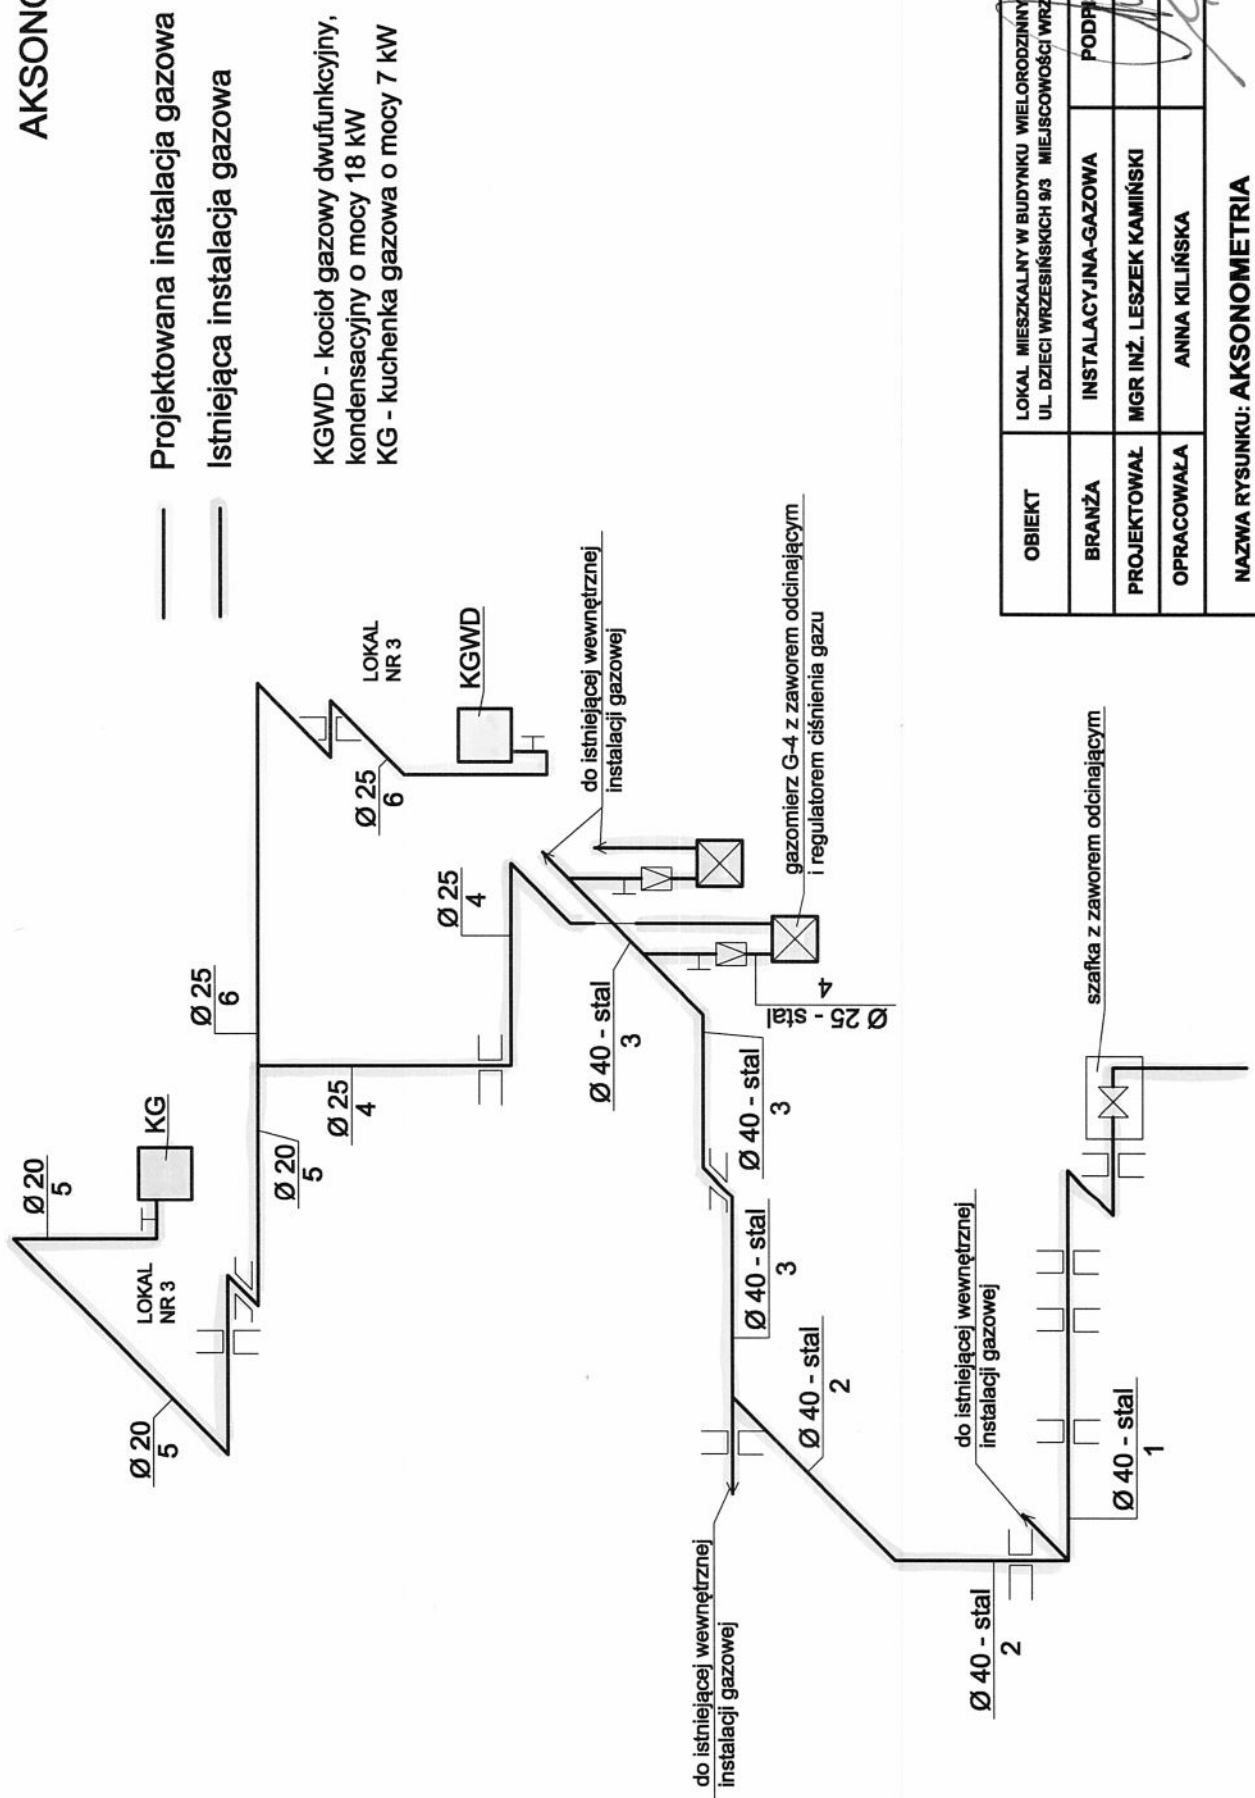 AKSONO
Projektowana instalacja gazowa
Istniejąca instalacja gazowa
KGWD - kocioł gazowy dwufunkcyjny,
kondensacyjny o mocy 18 kW
KG - kuchenka gazowa o mocy 7 kW
Ø 20
5
KG
LOKAL
NR 3
Ø 20
5
Ø 20
5
Ø 25
6
Ø 25
4
Ø 25
4
LOKAL
NR 3
Ø 25
6
KGWD
do istniejącej wewnętrznej
instalacji gazowej
gazomierz G-4 z zaworem odcinającym
i regulatorem ciśnienia gazu
Ø 25 - stal
4
Ø 40 - stal
3
Ø 40 - stal
3
Ø 40 - stal
3
Ø 40 - stal
2
do istniejącej wewnętrznej
instalacji gazowej
do istniejącej wewnętrznej
instalacji gazowej
Ø 40 - stal
2
Ø 40 - stal
1
szafka z zaworem odcinającym
OBIEKT
LOKAL MIESZKALNY W BUDYNKU WIELORODZINNY
UL. DZIECI WRZESIŃSKICH 9/3 MIEJSCOWOŚCI WRZ
BRANŻA
INSTALACYJNA-GAZOWA
PODPI
PROJEKTOWAŁ
MGR INŻ. LESZEK KAMIŃSKI
OPRACOWAŁA
ANNA KILIŃSKA
NAZWA RYSUNKU: AKSONOMETRIA